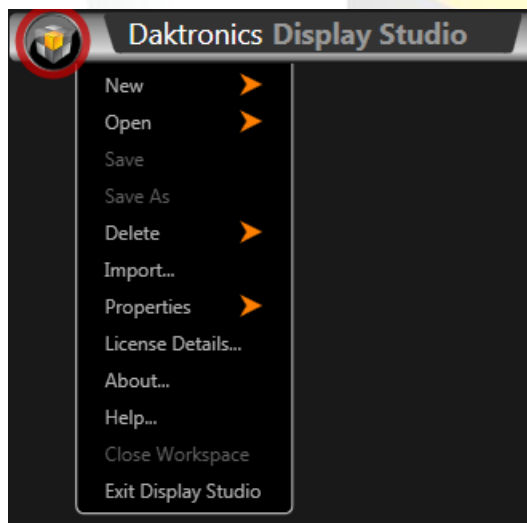 Daktronics Display Studio
New
Open
Save
Save As
Delete
Import...
Properties
License Details...
About...
Help...
Close Workspace
Exit Display Studio